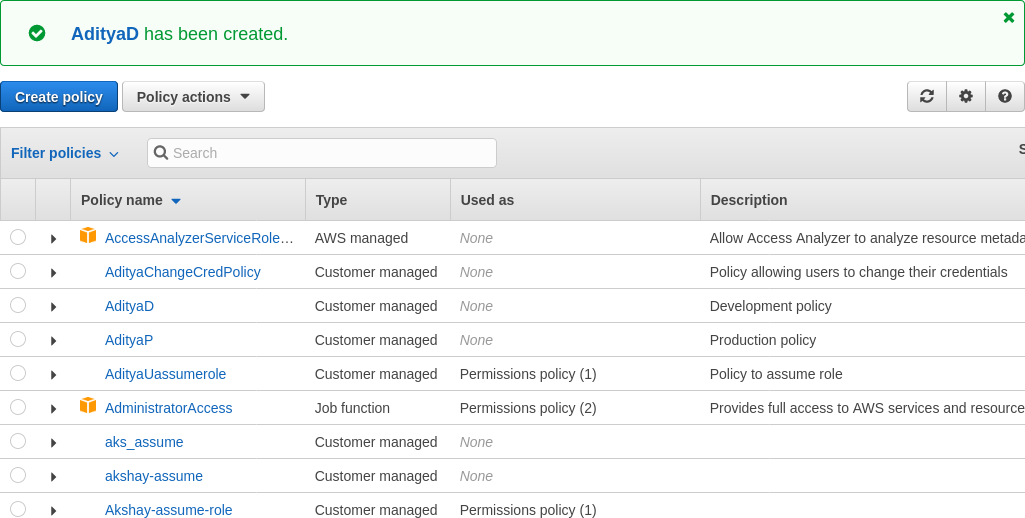 AdityaD has been created.
Create policy Policy actions
Filter policies Search S
Policy name Type Used as Description
AccessAnalyzerServiceRole… AWS managed None Allow Access Analyzer to analyze resource metada
AdityaChangeCredPolicy Customer managed None Policy allowing users to change their credentials
AdityaD Customer managed None Development policy
AdityaP Customer managed None Production policy
AdityaUassumerole Customer managed Permissions policy (1) Policy to assume role
AdministratorAccess Job function Permissions policy (2) Provides full access to AWS services and resource
aks_assume Customer managed None
akshay-assume Customer managed None
Akshay-assume-role Customer managed Permissions policy (1)